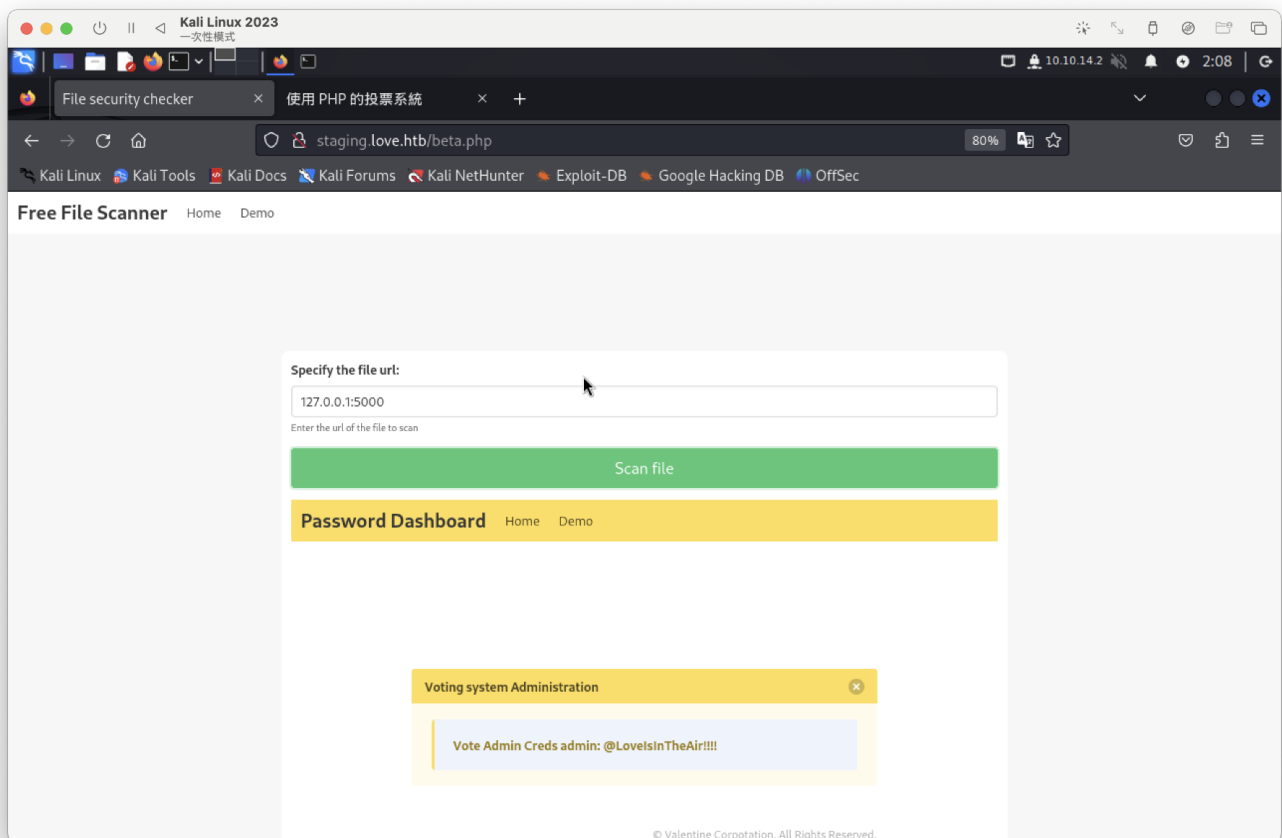 Kali Linux 2023
一次性模式
10.10.14.2
2:08
File security checker
使用 PHP 的投票系統
staging.love.htb/beta.php
80%
Kali Linux Kali Tools Kali Docs Kali Forums Kali NetHunter Exploit-DB Google Hacking DB OffSec
Free File Scanner Home Demo
Specify the file url:
127.0.0.1:5000
Enter the url of the file to scan
Scan file
Password Dashboard Home Demo
Voting system Administration
Vote Admin Creds admin: @LoveIsInTheAir!!!!
© Valentine Corpotation. All Rights Reserved.